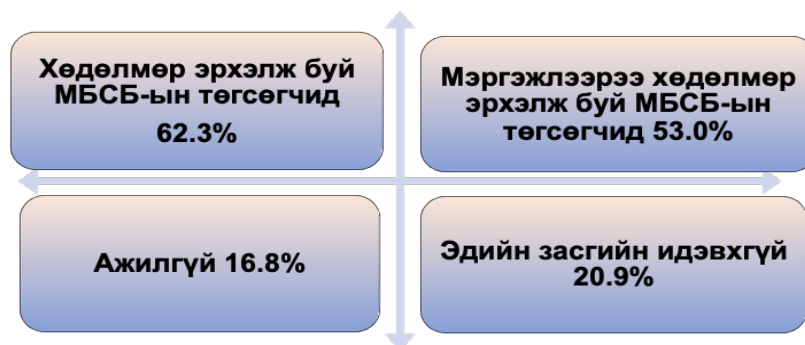 Хөдөлмөр эрхэлж буй
МБСБ-ын төгсөгчид
62.3%
Мэргэжлээрээ хөдөлмөр
эрхэлж буй МБСБ-ын
төгсөгчид 53.0%
Ажилгүй 16.8%
Эдийн засгийн идэвхгүй
20.9%